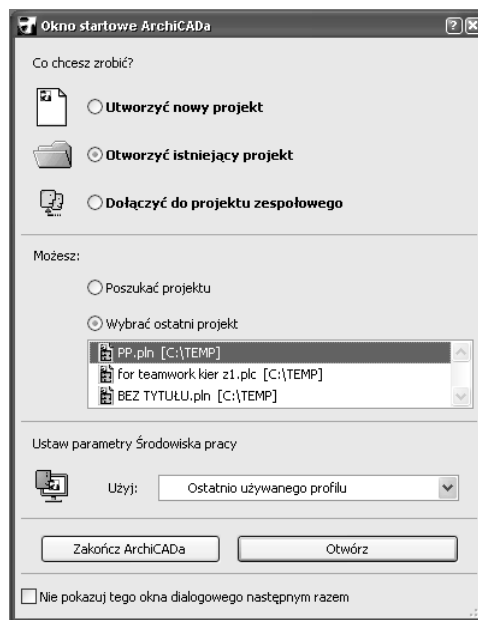 Okno startowe ArchiCADa
Co chcesz zrobić?
Utworzyć nowy projekt
Otworzyć istniejący projekt
Dołączyć do projektu zespołowego
Możesz:
Poszukać projektu
Wybrać ostatni projekt
PP.pln [C:\TEMP]
for teamwork kier z1.plc [C:\TEMP]
BEZ TYTUŁU.pln [C:\TEMP]
Ustaw parametry Środowiska pracy
Użyj: Ostatnio używanego profilu
Zakończ ArchiCADa Otwórz
Nie pokazuj tego okna dialogowego następnym razem